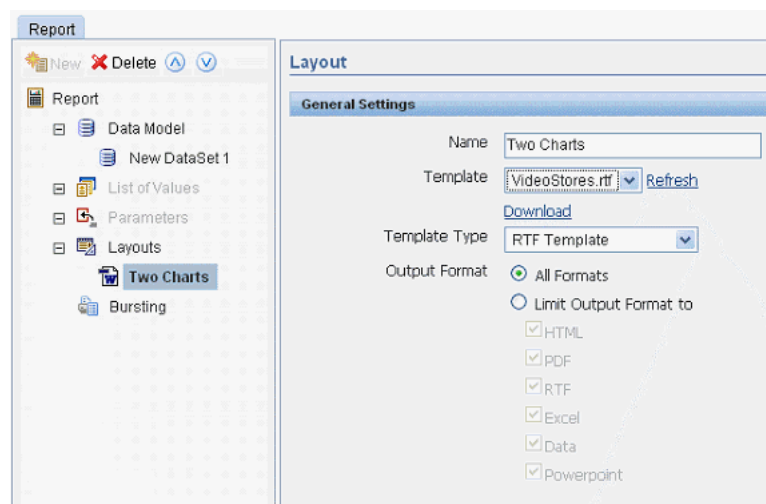 Report
New Delete
Report
Data Model
New DataSet 1
List of Values
Parameters
Layouts
Two Charts
Bursting
Layout
General Settings
Name Two Charts
Template VideoStores.rtf Refresh
Download
Template Type RTF Template
Output Format All Formats
Limit Output Format to
HTML
PDF
RTF
Excel
Data
Powerpoint